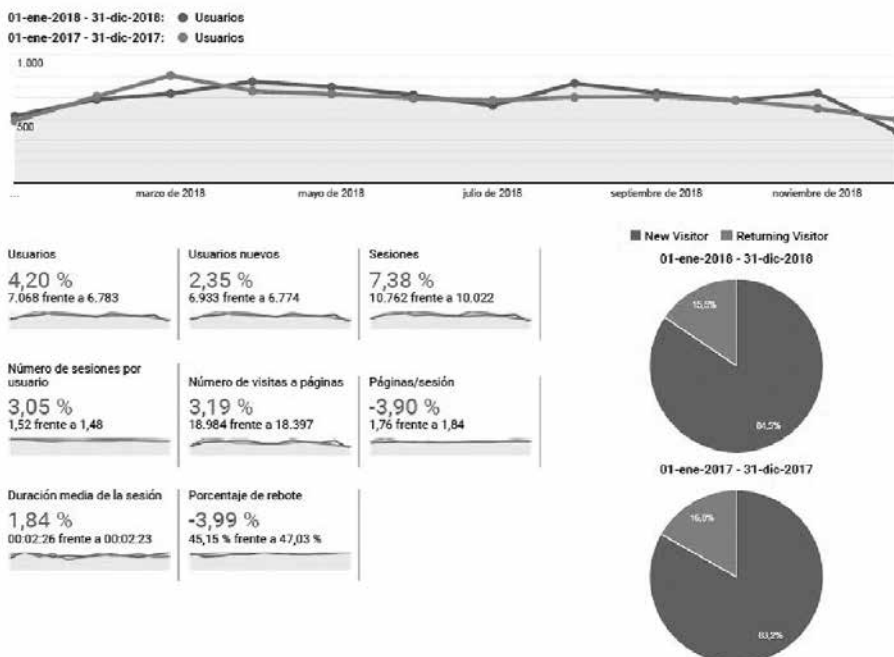 01-ene-2018 - 31-dic-2018: Usuarios
01-ene-2017 - 31-dic-2017: Usuarios
1.000
500
...
marzo de 2018
mayo de 2018
julio de 2018
septiembre de 2018
noviembre de 2018
Usuarios
4,20 %
7.068 frente a 6.783
Usuarios nuevos
2,35 %
6.933 frente a 6.774
Sesiones
7,38 %
10.762 frente a 10.022
Número de sesiones por
usuario
3,05 %
1,52 frente a 1,48
Número de visitas a páginas
3,19 %
18.984 frente a 18.397
Páginas/sesión
-3,90 %
1,76 frente a 1,84
Duración media de la sesión
1,84 %
00:02:26 frente a 00:02:23
Porcentaje de rebote
-3,99 %
45,15 % frente a 47,03 %
New Visitor Returning Visitor
01-ene-2018 - 31-dic-2018
84,5%
01-ene-2017 - 31-dic-2017
16,8%
83,2%